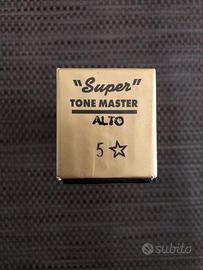 "Super"
TONE MASTER
ALTO
5 ☆
subito